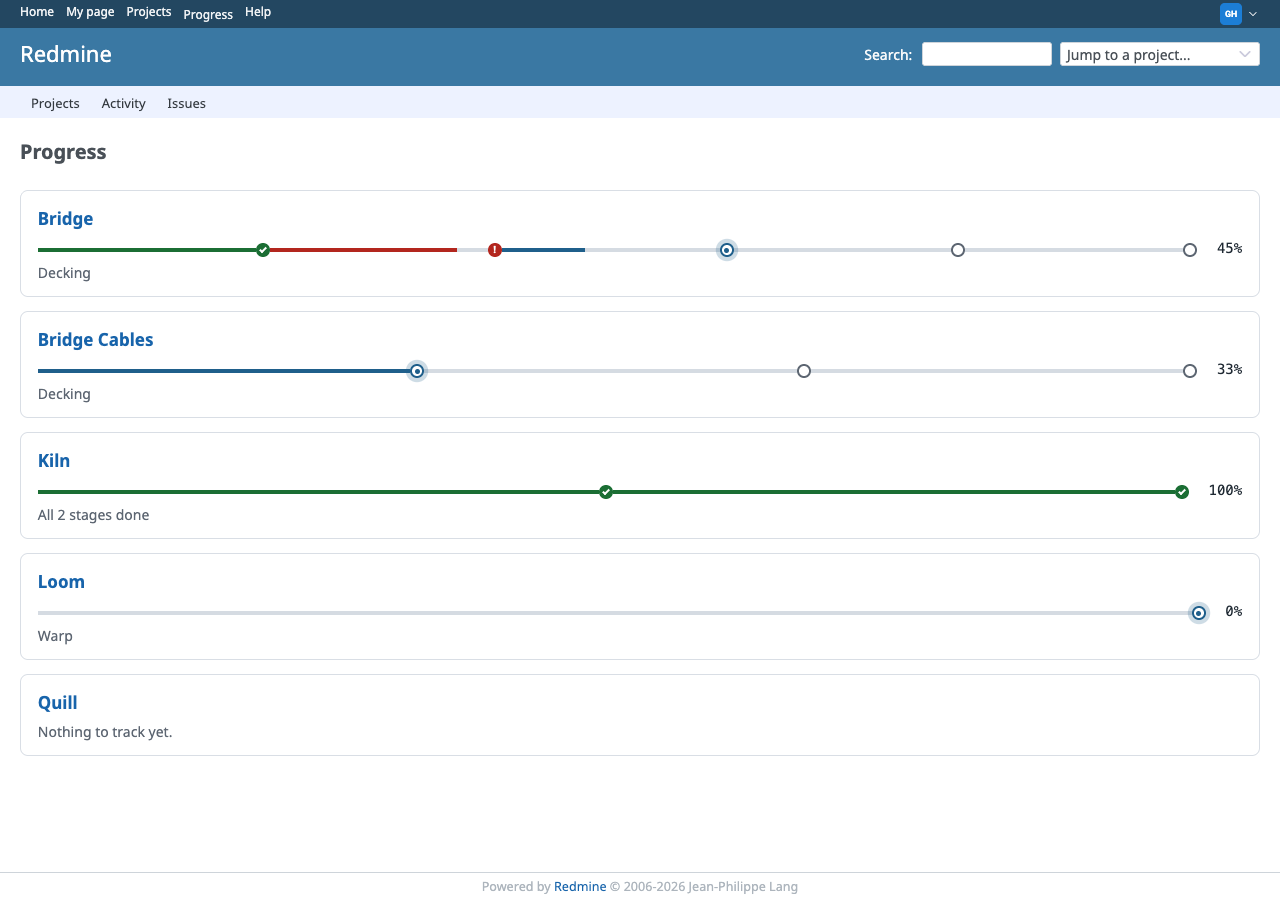 Home My page Projects Progress Help GH
Redmine Search: Jump to a project...
Projects Activity Issues
Progress
Bridge
! 45%
Decking
Bridge Cables
33%
Decking
Kiln
100%
All 2 stages done
Loom
0%
Warp
Quill
Nothing to track yet.
Powered by Redmine © 2006-2026 Jean-Philippe Lang